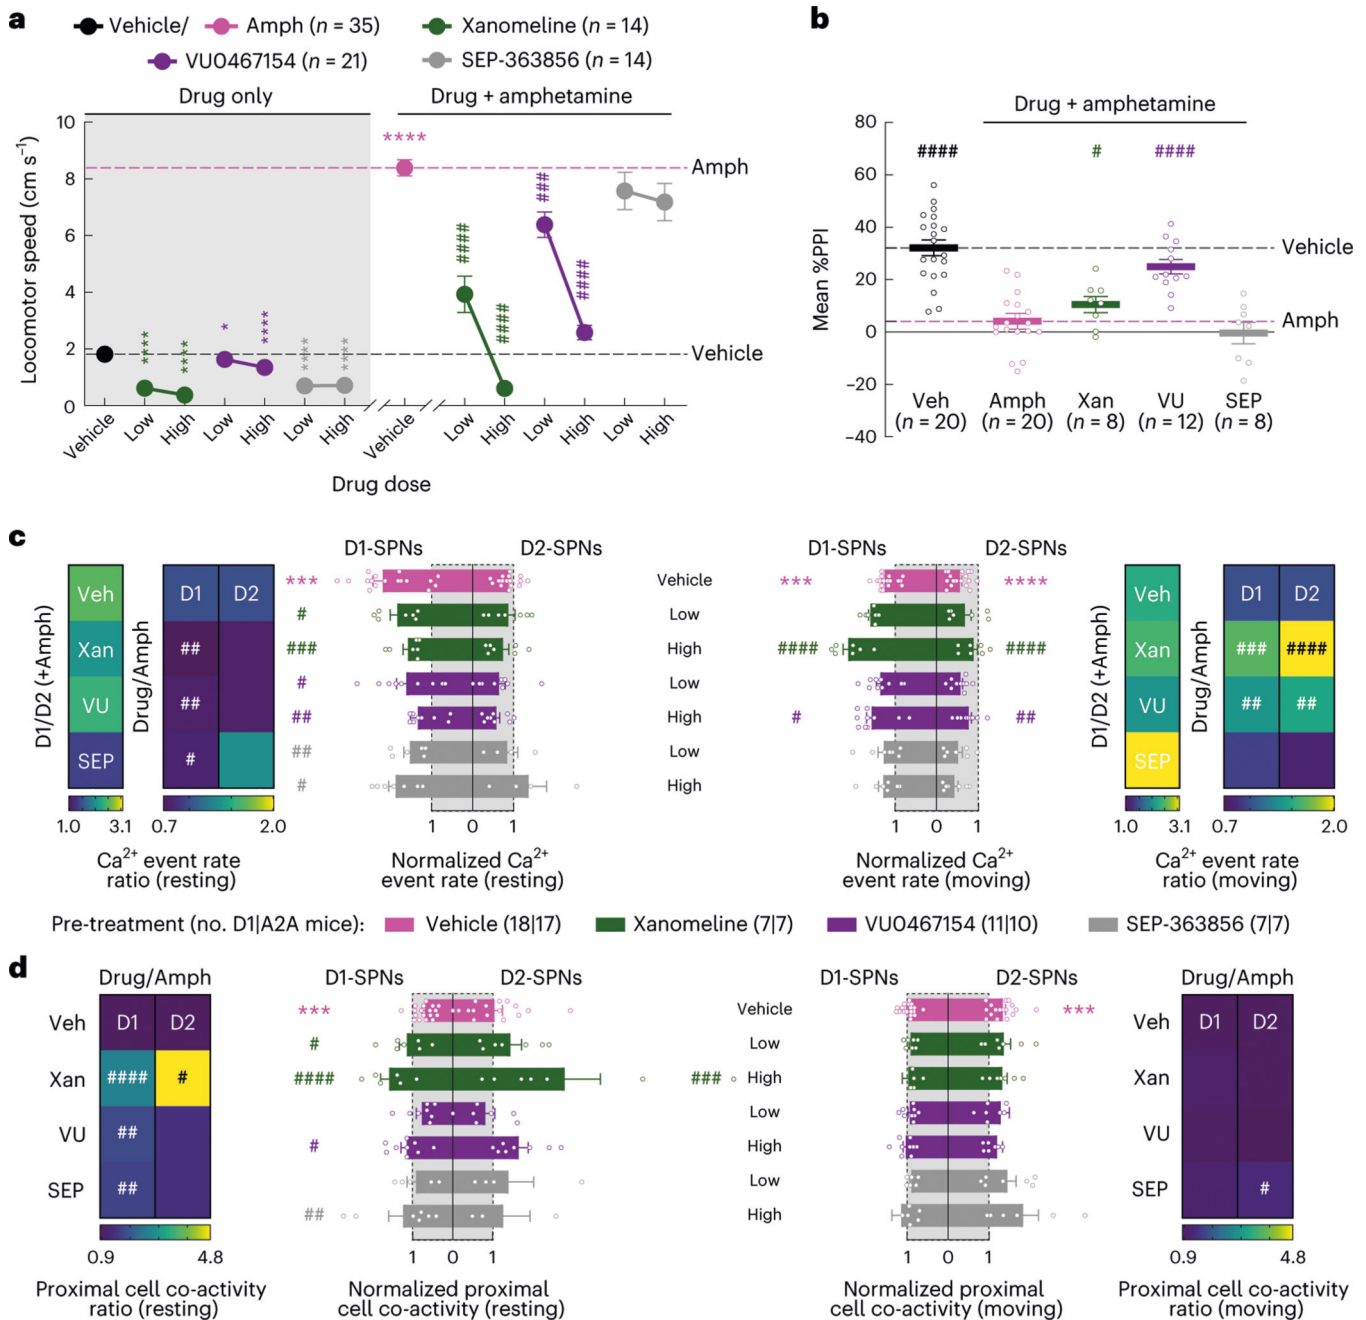 a
Vehicle/ Amph (n = 35) Xanomeline (n = 14)
VU0467154 (n = 21) SEP-363856 (n = 14)
Drug only Drug + amphetamine
Locomotor speed (cm s⁻¹)
10
8
6
4
2
0
****
Amph
Vehicle
**** **** * **** **** ****
#### #### ### ####
Vehicle Low High Low High Low High Vehicle Low High Low High Low High
Drug dose
b
Drug + amphetamine
Mean %PPI
80
60
40
20
0
−20
−40
#### # ####
Vehicle
Amph
Veh Amph Xan VU SEP
(n = 20) (n = 20) (n = 8) (n = 12) (n = 8)
c
D1/D2 (+Amph)
Veh
Xan
VU
SEP
1.0 3.1
Drug/Amph
D1 D2
##
##
#
0.7 2.0
Ca²⁺ event rate
ratio (resting)
D1-SPNs D2-SPNs
***
#
###
#
##
##
#
1 0 1
Normalized Ca²⁺
event rate (resting)
Vehicle
Low
High
Low
High
Low
High
D1-SPNs D2-SPNs
*** ****
#### ####
# ##
1 0 1
Normalized Ca²⁺
event rate (moving)
D1/D2 (+Amph)
Veh
Xan
VU
SEP
1.0 3.1
Drug/Amph
D1 D2
### ####
## ##
0.7 2.0
Ca²⁺ event rate
ratio (moving)
Pre-treatment (no. D1|A2A mice): Vehicle (18|17) Xanomeline (7|7) VU0467154 (11|10) SEP-363856 (7|7)
d
Drug/Amph
Veh D1 D2
Xan #### #
VU ##
SEP ##
0.9 4.8
Proximal cell co-activity
ratio (resting)
D1-SPNs D2-SPNs
***
#
#### ###
#
##
1 0 1
Normalized proximal
cell co-activity (resting)
Vehicle
Low
High
Low
High
Low
High
D1-SPNs D2-SPNs
***
1 0 1
Normalized proximal
cell co-activity (moving)
Drug/Amph
Veh D1 D2
Xan
VU
SEP #
0.9 4.8
Proximal cell co-activity
ratio (moving)